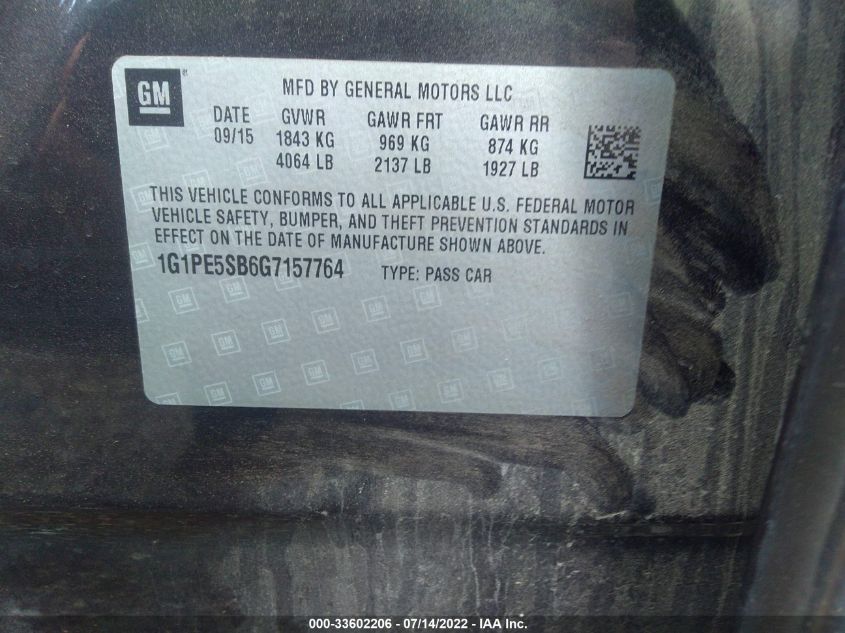 GM
MFD BY GENERAL MOTORS LLC
DATE GVWR GAWR FRT GAWR RR
09/15 1843 KG 969 KG 874 KG
4064 LB 2137 LB 1927 LB
THIS VEHICLE CONFORMS TO ALL APPLICABLE U.S. FEDERAL MOTOR
VEHICLE SAFETY, BUMPER, AND THEFT PREVENTION STANDARDS IN
EFFECT ON THE DATE OF MANUFACTURE SHOWN ABOVE.
1G1PE5SB6G7157764 TYPE: PASS CAR
000-33602206 - 07/14/2022 - IAA Inc.